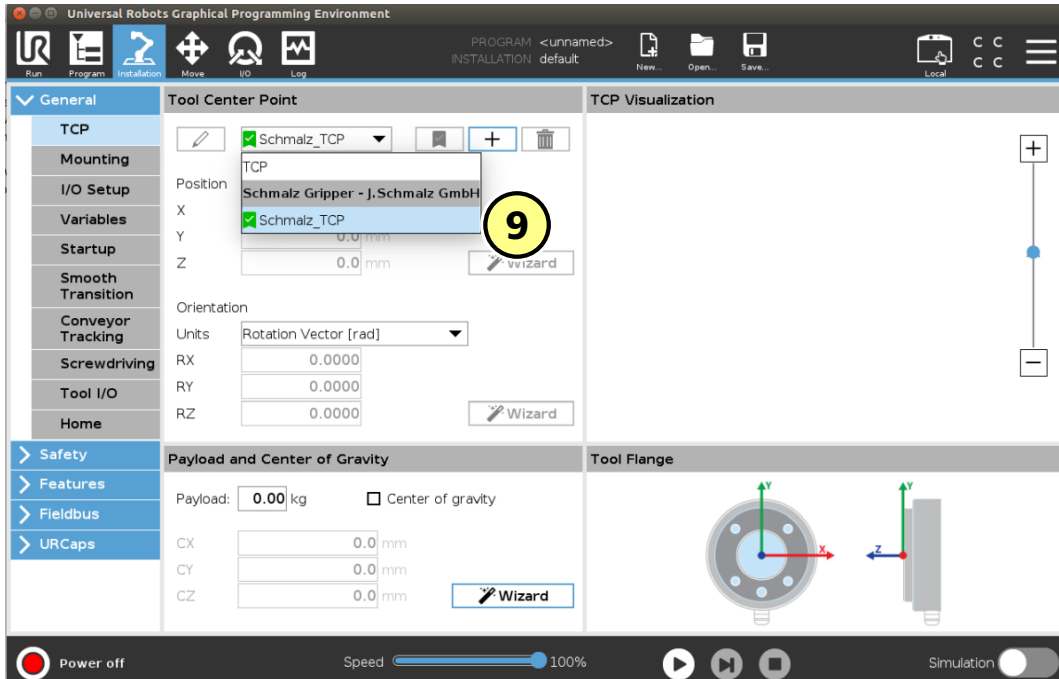 Universal Robots Graphical Programming Environment
UR
Run
Program
Installation
Move
I/O
Log
PROGRAM <unnamed>
INSTALLATION default
New...
Open...
Save...
Local
C C
C C
General
TCP
Mounting
I/O Setup
Variables
Startup
Smooth
Transition
Conveyor
Tracking
Screwdriving
Tool I/O
Home
Safety
Features
Fieldbus
URCaps
Tool Center Point
Schmalz_TCP
TCP
Schmalz Gripper - J.Schmalz GmbH
Schmalz_TCP
9
Position
X
Y 0.0 mm
Z 0.0 mm
Wizard
Orientation
Units Rotation Vector [rad]
RX 0.0000
RY 0.0000
RZ 0.0000
Wizard
Payload and Center of Gravity
Payload: 0.00 kg Center of gravity
CX 0.0 mm
CY 0.0 mm
CZ 0.0 mm
Wizard
TCP Visualization
Tool Flange
Y
X
Y
Z
Power off
Speed 100%
Simulation